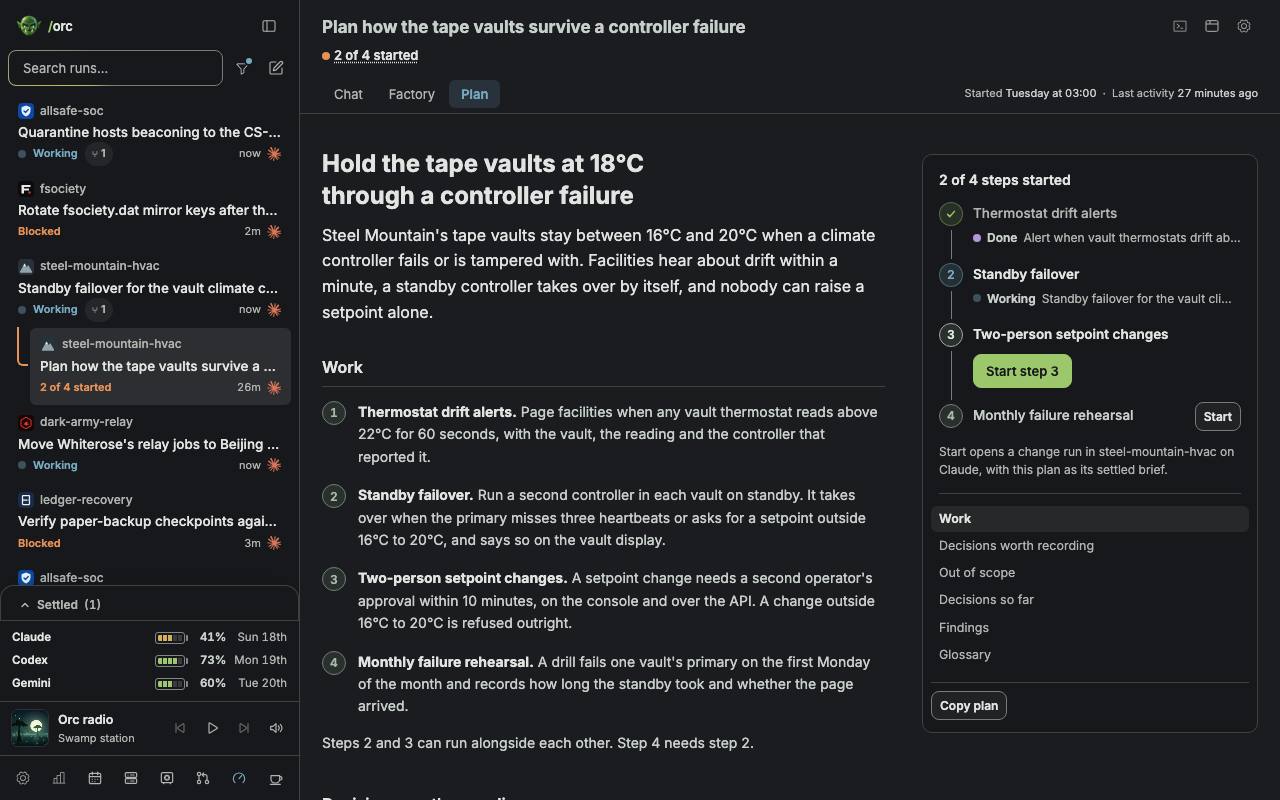 /orc
Search runs...
allsafe-soc
Quarantine hosts beaconing to the CS-...
Working 1 now
fsociety
Rotate fsociety.dat mirror keys after th...
Blocked 2m
steel-mountain-hvac
Standby failover for the vault climate c...
Working 1 now
steel-mountain-hvac
Plan how the tape vaults survive a ...
2 of 4 started 26m
dark-army-relay
Move Whiterose's relay jobs to Beijing ...
Working now
ledger-recovery
Verify paper-backup checkpoints agai...
Blocked 3m
allsafe-soc
Settled (1)
Claude 41% Sun 18th
Codex 73% Mon 19th
Gemini 60% Tue 20th
Orc radio
Swamp station
Plan how the tape vaults survive a controller failure
2 of 4 started
Chat Factory Plan
Started Tuesday at 03:00 · Last activity 27 minutes ago
Hold the tape vaults at 18°C
through a controller failure
Steel Mountain's tape vaults stay between 16°C and 20°C when a climate
controller fails or is tampered with. Facilities hear about drift within a
minute, a standby controller takes over by itself, and nobody can raise a
setpoint alone.
Work
1 Thermostat drift alerts. Page facilities when any vault thermostat reads above
22°C for 60 seconds, with the vault, the reading and the controller that
reported it.
2 Standby failover. Run a second controller in each vault on standby. It takes
over when the primary misses three heartbeats or asks for a setpoint outside
16°C to 20°C, and says so on the vault display.
3 Two-person setpoint changes. A setpoint change needs a second operator's
approval within 10 minutes, on the console and over the API. A change outside
16°C to 20°C is refused outright.
4 Monthly failure rehearsal. A drill fails one vault's primary on the first Monday
of the month and records how long the standby took and whether the page
arrived.
Steps 2 and 3 can run alongside each other. Step 4 needs step 2.
2 of 4 steps started
Thermostat drift alerts
Done Alert when vault thermostats drift ab...
2 Standby failover
Working Standby failover for the vault cli...
3 Two-person setpoint changes
Start step 3
4 Monthly failure rehearsal Start
Start opens a change run in steel-mountain-hvac on
Claude, with this plan as its settled brief.
Work
Decisions worth recording
Out of scope
Decisions so far
Findings
Glossary
Copy plan